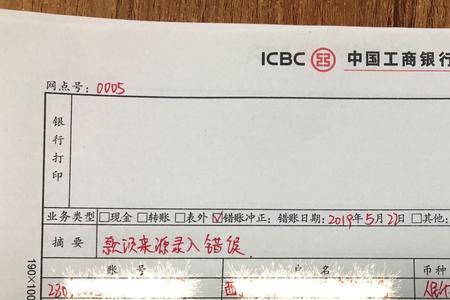 ICBC 中国工商银行
网点号：0005
银行打印
业务类型 □现金 □转账 □表外 ☑错账冲正：错账日期：2019年5月22日 □其他：
摘要 款项来源录入错误.
账号 户名 币种